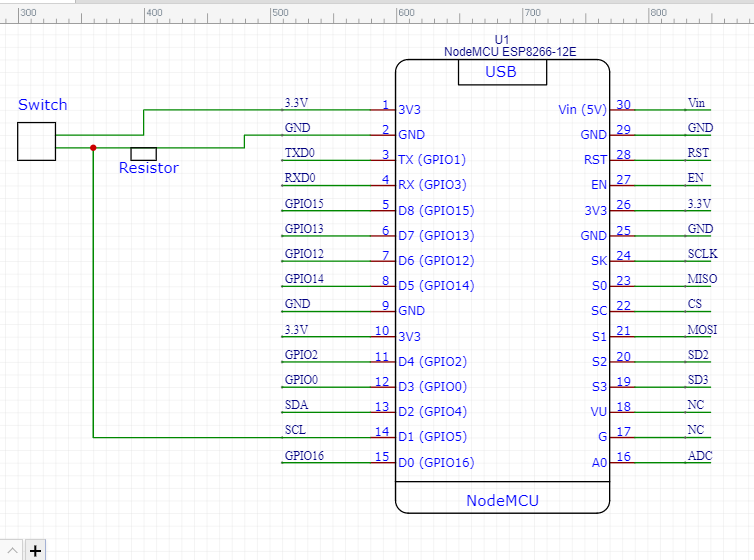 300 400 500 600 700 800
U1
NodeMCU ESP8266-12E
USB
Switch
Resistor
3.3V 1 3V3 Vin (5V) 30 Vin
GND 2 GND GND 29 GND
TXD0 3 TX (GPIO1) RST 28 RST
RXD0 4 RX (GPIO3) EN 27 EN
GPIO15 5 D8 (GPIO15) 3V3 26 3.3V
GPIO13 6 D7 (GPIO13) GND 25 GND
GPIO12 7 D6 (GPIO12) SK 24 SCLK
GPIO14 8 D5 (GPIO14) S0 23 MISO
GND 9 GND SC 22 CS
3.3V 10 3V3 S1 21 MOSI
GPIO2 11 D4 (GPIO2) S2 20 SD2
GPIO0 12 D3 (GPIO0) S3 19 SD3
SDA 13 D2 (GPIO4) VU 18 NC
SCL 14 D1 (GPIO5) G 17 NC
GPIO16 15 D0 (GPIO16) A0 16 ADC
NodeMCU